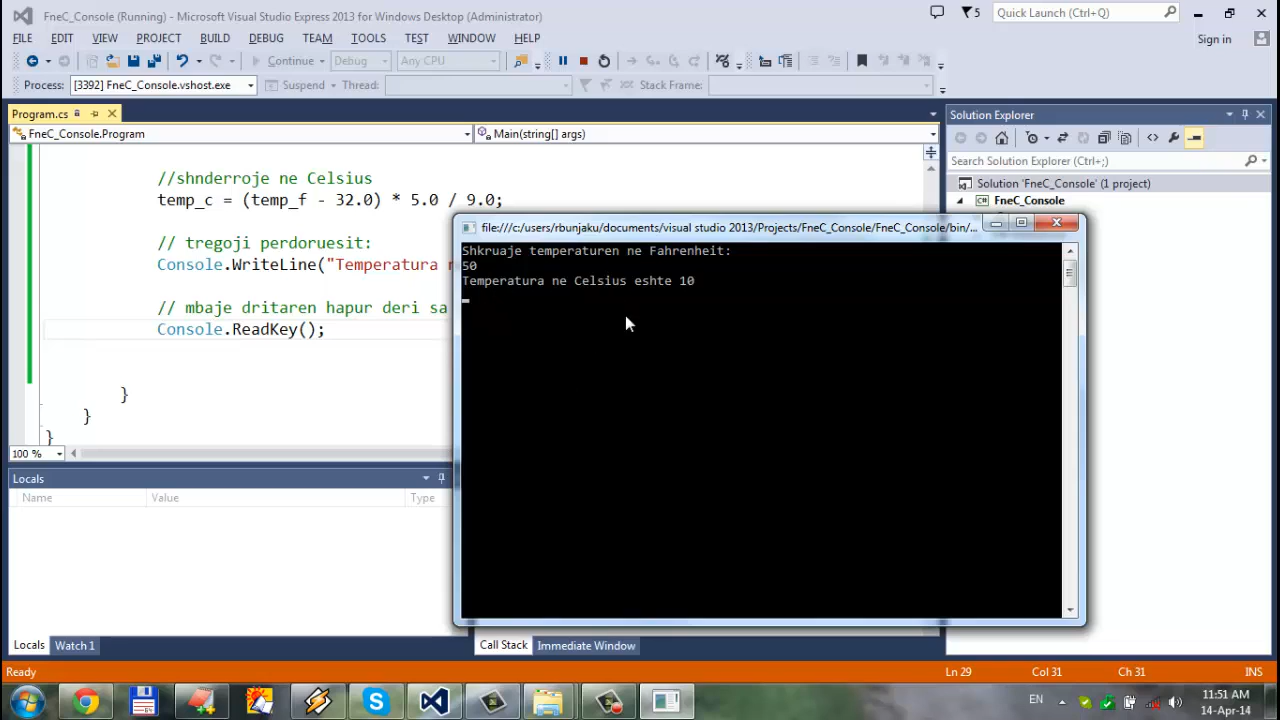 FneC_Console (Running) - Microsoft Visual Studio Express 2013 for Windows Desktop (Administrator)
5
Quick Launch (Ctrl+Q)
FILE EDIT VIEW PROJECT BUILD DEBUG TEAM TOOLS TEST WINDOW HELP
Sign in
Continue Debug Any CPU
Process: [3392] FneC_Console.vshost.exe Suspend Thread: Stack Frame:
Program.cs
FneC_Console.Program Main(string[] args)
//shnderroje ne Celsius
temp_c = (temp_f - 32.0) * 5.0 / 9.0;
// tregoji perdoruesit:
Console.WriteLine("Temperatura n
// mbaje dritaren hapur deri sa
Console.ReadKey();
}
}
}
100 %
file:///c:/users/rbunjaku/documents/visual studio 2013/Projects/FneC_Console/FneC_Console/bin/...
Shkruaje temperaturen ne Fahrenheit:
50
Temperatura ne Celsius eshte 10
Solution Explorer
Search Solution Explorer (Ctrl+;)
Solution 'FneC_Console' (1 project)
FneC_Console
Locals
Name Value Type
Locals Watch 1
Call Stack Immediate Window
Ready Ln 29 Col 31 Ch 31 INS
EN
11:51 AM
14-Apr-14